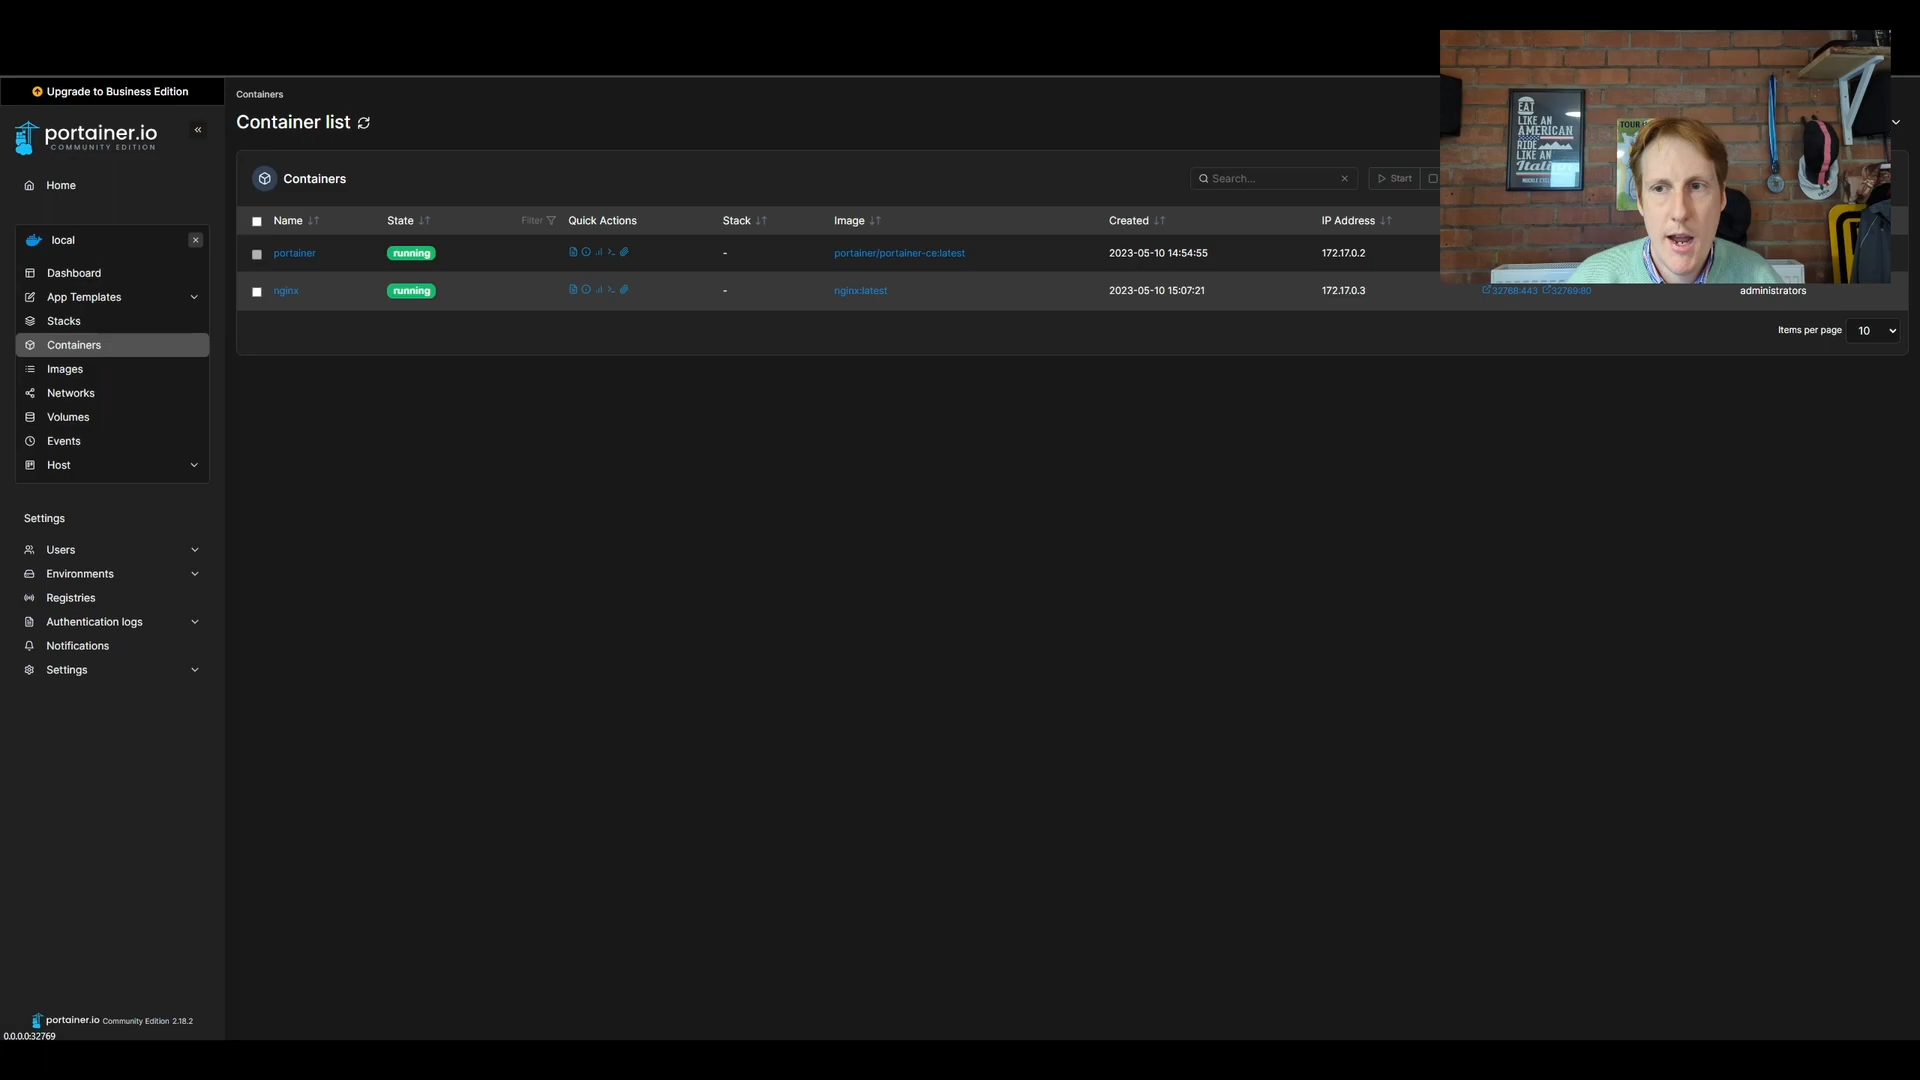 Upgrade to Business Edition
portainer.io
COMMUNITY EDITION
Home
local
Dashboard
App Templates
Stacks
Containers
Images
Networks
Volumes
Events
Host
Settings
Users
Environments
Registries
Authentication logs
Notifications
Settings
portainer.io Community Edition 2.18.2
0.0.0.0:32769
Containers
Container list
Containers
Search...
Start
Name State Filter Quick Actions Stack Image Created IP Address
portainer running - portainer/portainer-ce:latest 2023-05-10 14:54:55 172.17.0.2
nginx running - nginx:latest 2023-05-10 15:07:21 172.17.0.3 32768:443 32769:80 administrators
Items per page 10
EAT
LIKE AN
AMERICAN
RIDE
LIKE AN
Italian
TOUR